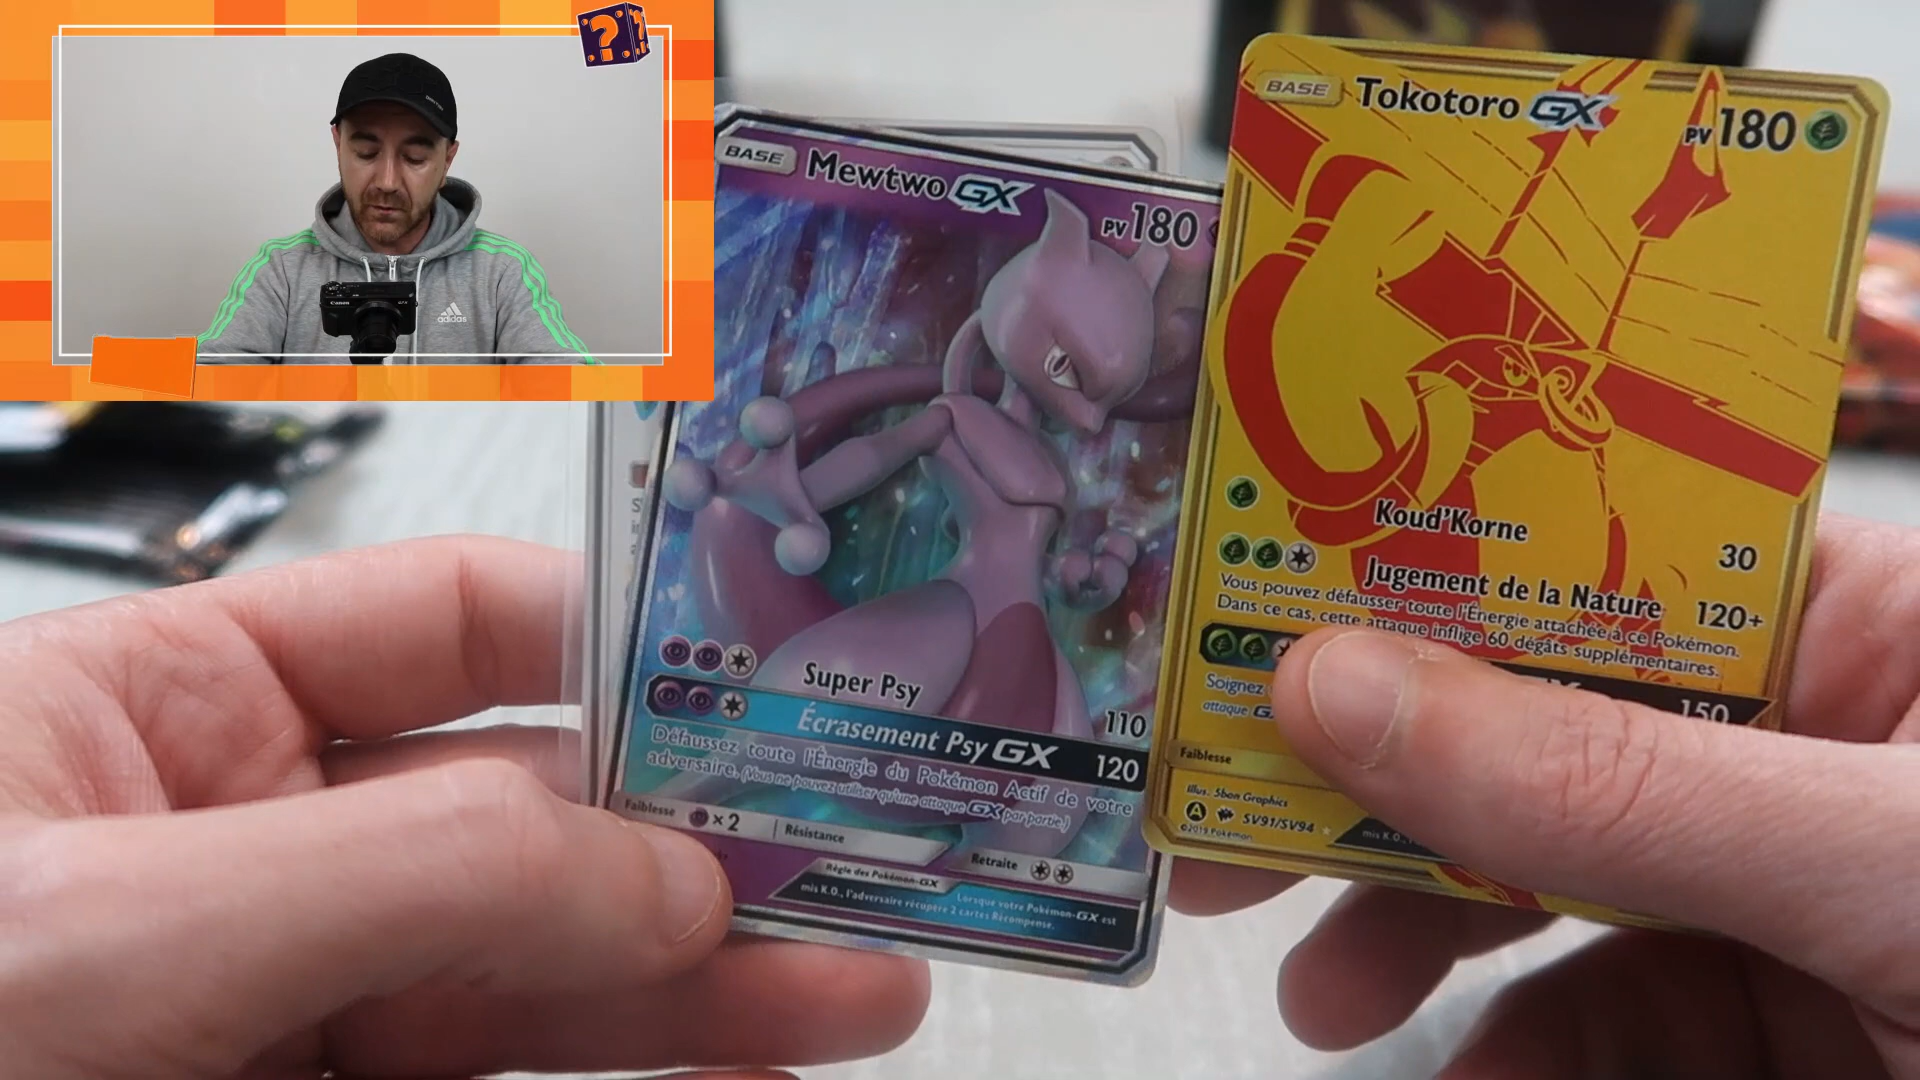 ?
Canon
adidas
BASE
Mewtwo GX
PV 180
Super Psy
110
Écrasement Psy GX
120
Défaussez toute l'Énergie du Pokémon Actif de votre
adversaire. (Vous ne pouvez utiliser qu'une attaque GX par partie.)
Faiblesse
×2
Résistance
Retraite
Règle des Pokémon-GX
Lorsque votre Pokémon-GX est
mis K.O., l'adversaire récupère 2 cartes Récompense.
BASE
Tokotoro GX
PV 180
Koud'Korne
30
Jugement de la Nature
120+
Vous pouvez défausser toute l'Énergie attachée à ce Pokémon.
Dans ce cas, cette attaque inflige 60 dégâts supplémentaires.
150
Soignez
attaque
Faiblesse
Illus. 5ban Graphics
A
SV91/SV94
©2019 Pokémon
mis K.O.,